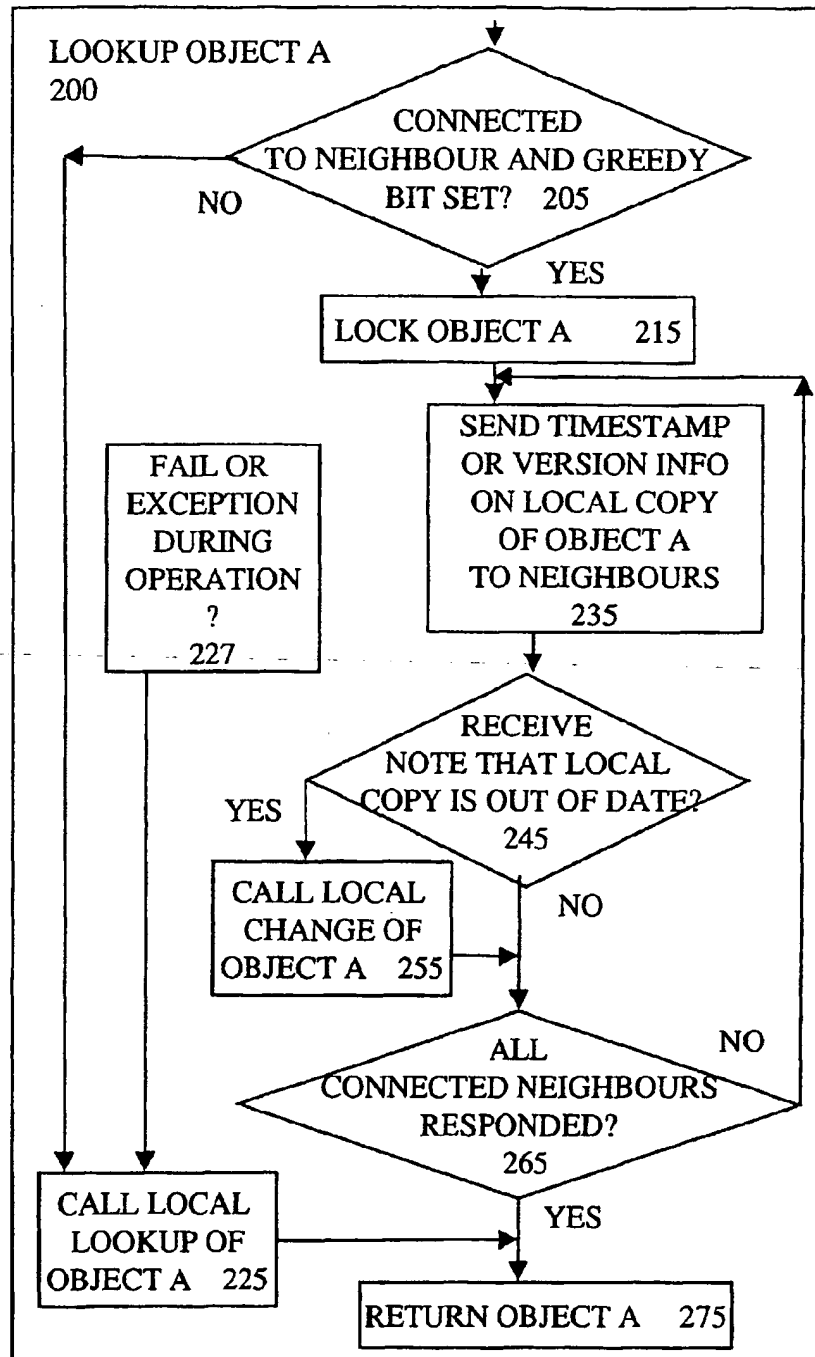 LOOKUP OBJECT A
200
CONNECTED
TO NEIGHBOUR AND GREEDY
BIT SET? 205
NO
YES
LOCK OBJECT A 215
SEND TIMESTAMP
OR VERSION INFO
ON LOCAL COPY
OF OBJECT A
TO NEIGHBOURS
235
FAIL OR
EXCEPTION
DURING
OPERATION
?
227
RECEIVE
NOTE THAT LOCAL
COPY IS OUT OF DATE?
245
YES
NO
CALL LOCAL
CHANGE OF
OBJECT A 255
ALL
CONNECTED NEIGHBOURS
RESPONDED?
265
NO
YES
CALL LOCAL
LOOKUP OF
OBJECT A 225
RETURN OBJECT A 275